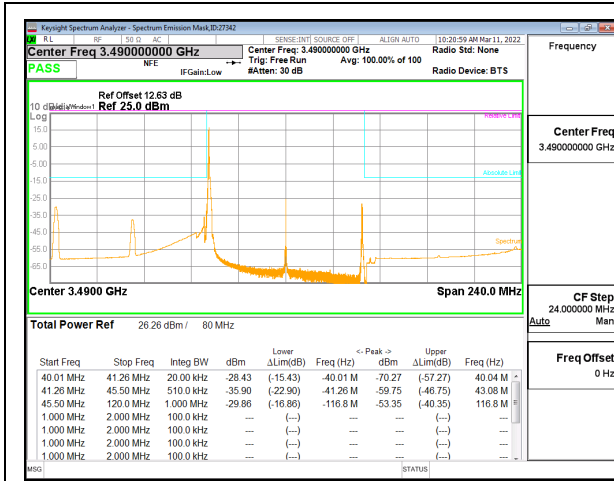 Keysight Spectrum Analyzer - Spectrum Emission Mask,ID:27342
RL RF 50 Ω AC SENSE:INT SOURCE OFF ALIGN AUTO 10:20:59 AM Mar 11, 2022
Center Freq 3.490000000 GHz
Center Freq: 3.490000000 GHz Radio Std: None
NFE Trig: Free Run Avg: 100.00% of 100
PASS IFGain:Low #Atten: 30 dB Radio Device: BTS
Ref Offset 12.63 dB
10 dB/div Window1 Ref 25.0 dBm
Log
Relative Limit
15.0
5.00
-5.00
Absolute Limit
-15.0
-25.0
-35.0
-45.0
Spectrum
-55.0
-65.0
Center 3.4900 GHz Span 240.0 MHz
Total Power Ref 26.26 dBm / 80 MHz
Lower <- Peak -> Upper
Start Freq Stop Freq Integ BW dBm ΔLim(dB) Freq (Hz) dBm ΔLim(dB) Freq (Hz)
40.01 MHz 41.26 MHz 20.00 kHz -28.43 (-15.43) -40.01 M -70.27 (-57.27) 40.04 M
41.26 MHz 45.50 MHz 510.0 kHz -35.90 (-22.90) -41.26 M -59.75 (-46.75) 43.08 M
45.50 MHz 120.0 MHz 1.000 MHz -29.86 (-16.86) -116.8 M -53.35 (-40.35) 116.8 M
1.000 MHz 2.000 MHz 100.0 kHz --- (---) --- (---)
1.000 MHz 2.000 MHz 100.0 kHz --- (---) --- (---)
1.000 MHz 2.000 MHz 100.0 kHz --- (---) --- (---)
1.000 MHz 2.000 MHz 100.0 kHz --- (---) --- (---)
MSG STATUS
Frequency
Center Freq
3.490000000 GHz
CF Step
24.000000 MHz
Auto Man
Freq Offset
0 Hz